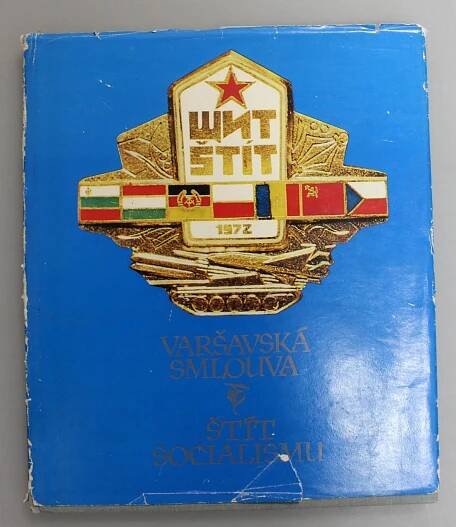 ЩИТ
ŠTÍT
1972
VARŠAVSKÁ
SMLOUVA
ŠTÍT
SOCIALISMU